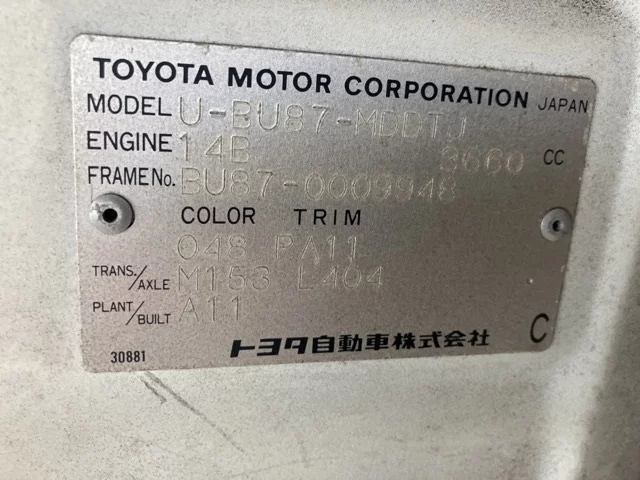 TOYOTA MOTOR CORPORATION JAPAN
MODEL U-BU87-MDDTJ
ENGINE 14B 3660 CC
FRAME No. BU87-0009948
COLOR TRIM
048 PA11
TRANS./AXLE M153 L404
PLANT/BUILT A11
30881 トヨタ自動車株式会社 C